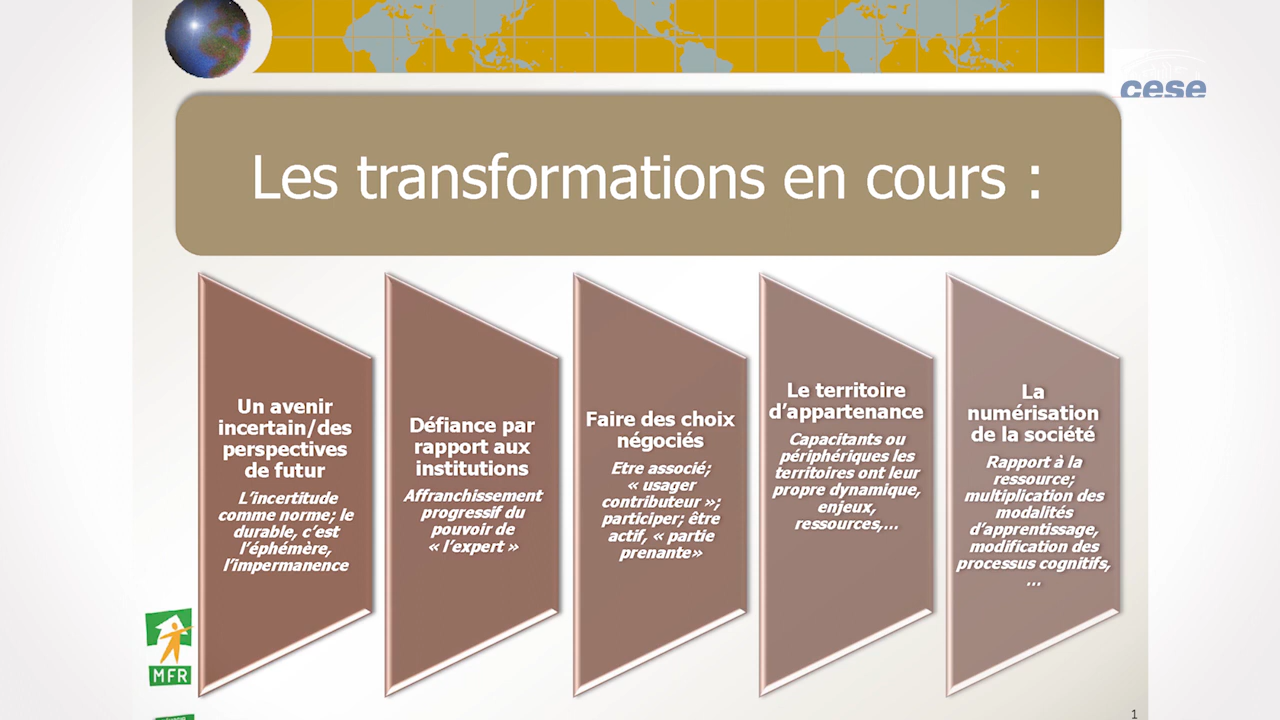 cese
Les transformations en cours :
Un avenir
incertain/des
perspectives
de futur
L'incertitude
comme norme; le
durable, c'est
l'éphémère,
l'impermanence
Défiance par
rapport aux
institutions
Affranchissement
progressif du
pouvoir de
« l'expert »
Faire des choix
négociés
Etre associé;
« usager
contributeur »;
participer; être
actif, « partie
prenante»
Le territoire
d'appartenance
Capacitants ou
périphériques les
territoires ont leur
propre dynamique,
enjeux,
ressources,...
La
numérisation
de la société
Rapport à la
ressource;
multiplication des
modalités
d'apprentissage,
modification des
processus cognitifs,
...
MFR
1